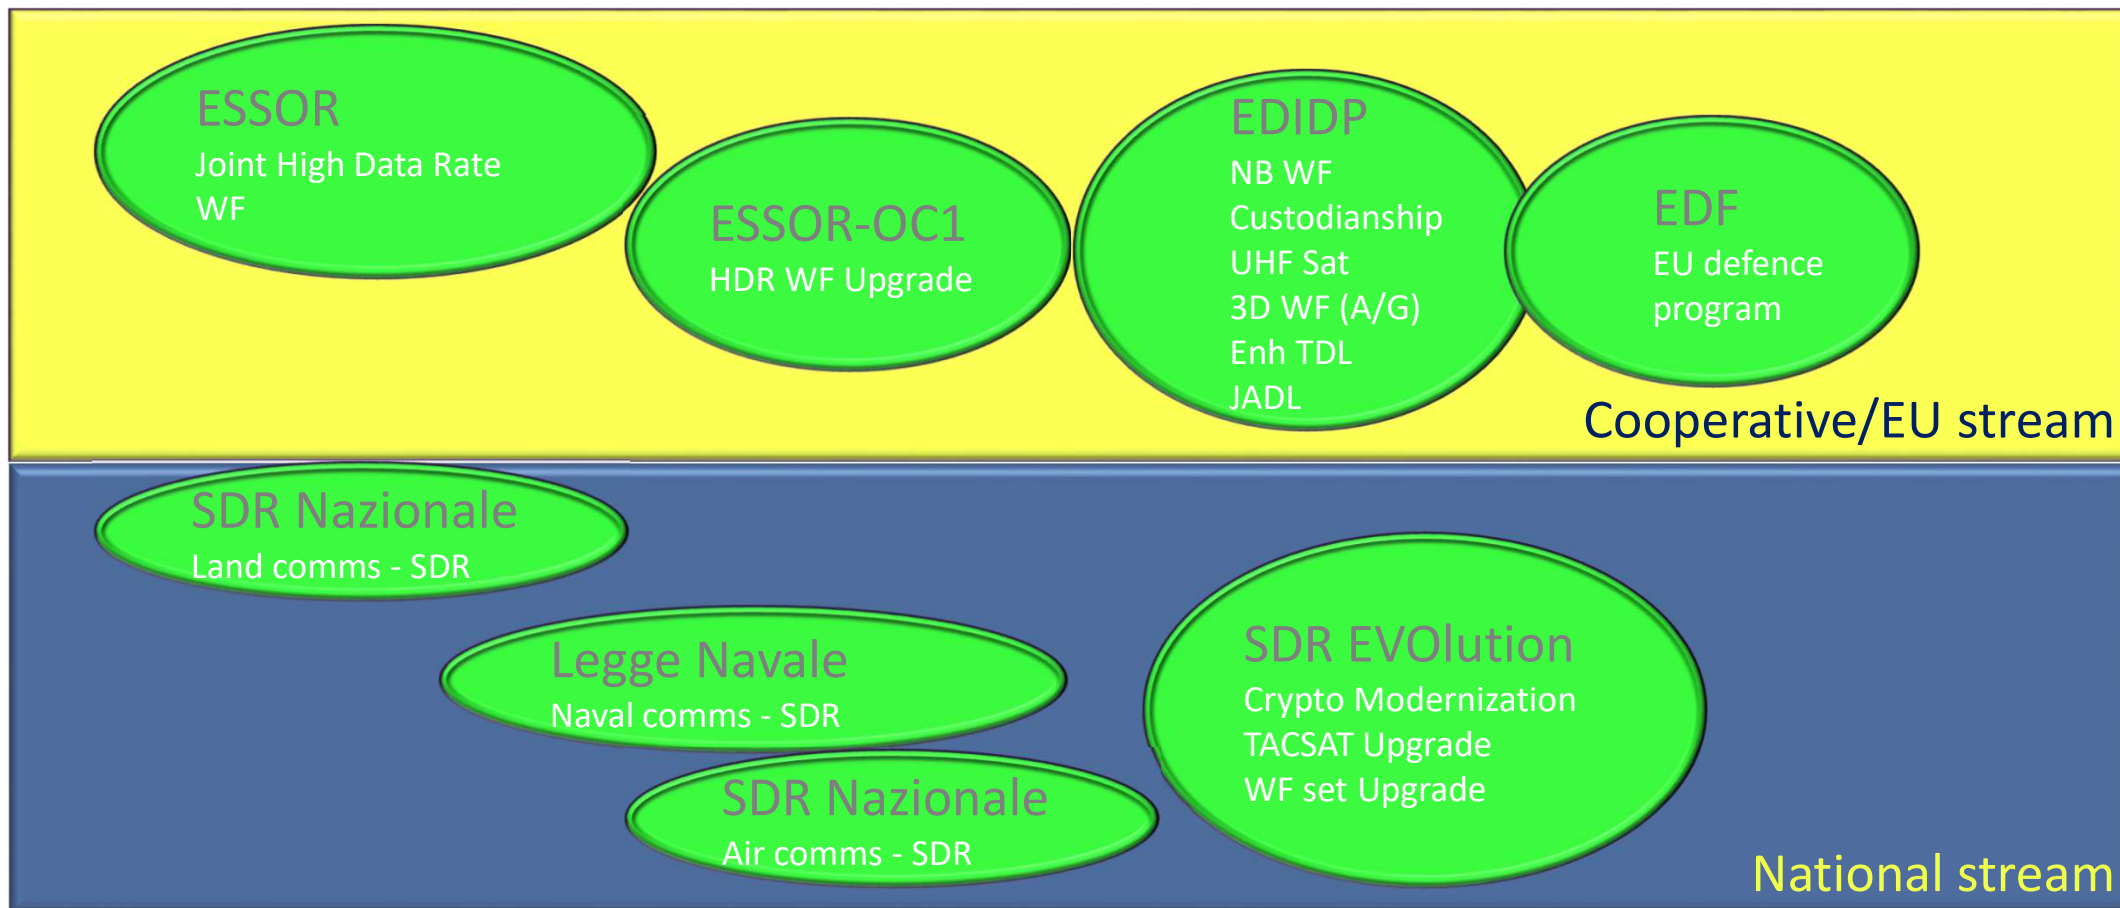 ESSOR
Joint High Data Rate
WF
ESSOR-OC1
HDR WF Upgrade
EDIDP
NB WF
Custodianship
UHF Sat
3D WF (A/G)
Enh TDL
JADL
EDF
EU defence
program
Cooperative/EU stream
SDR Nazionale
Land comms - SDR
Legge Navale
Naval comms - SDR
SDR Nazionale
Air comms - SDR
SDR EVOlution
Crypto Modernization
TACSAT Upgrade
WF set Upgrade
National stream